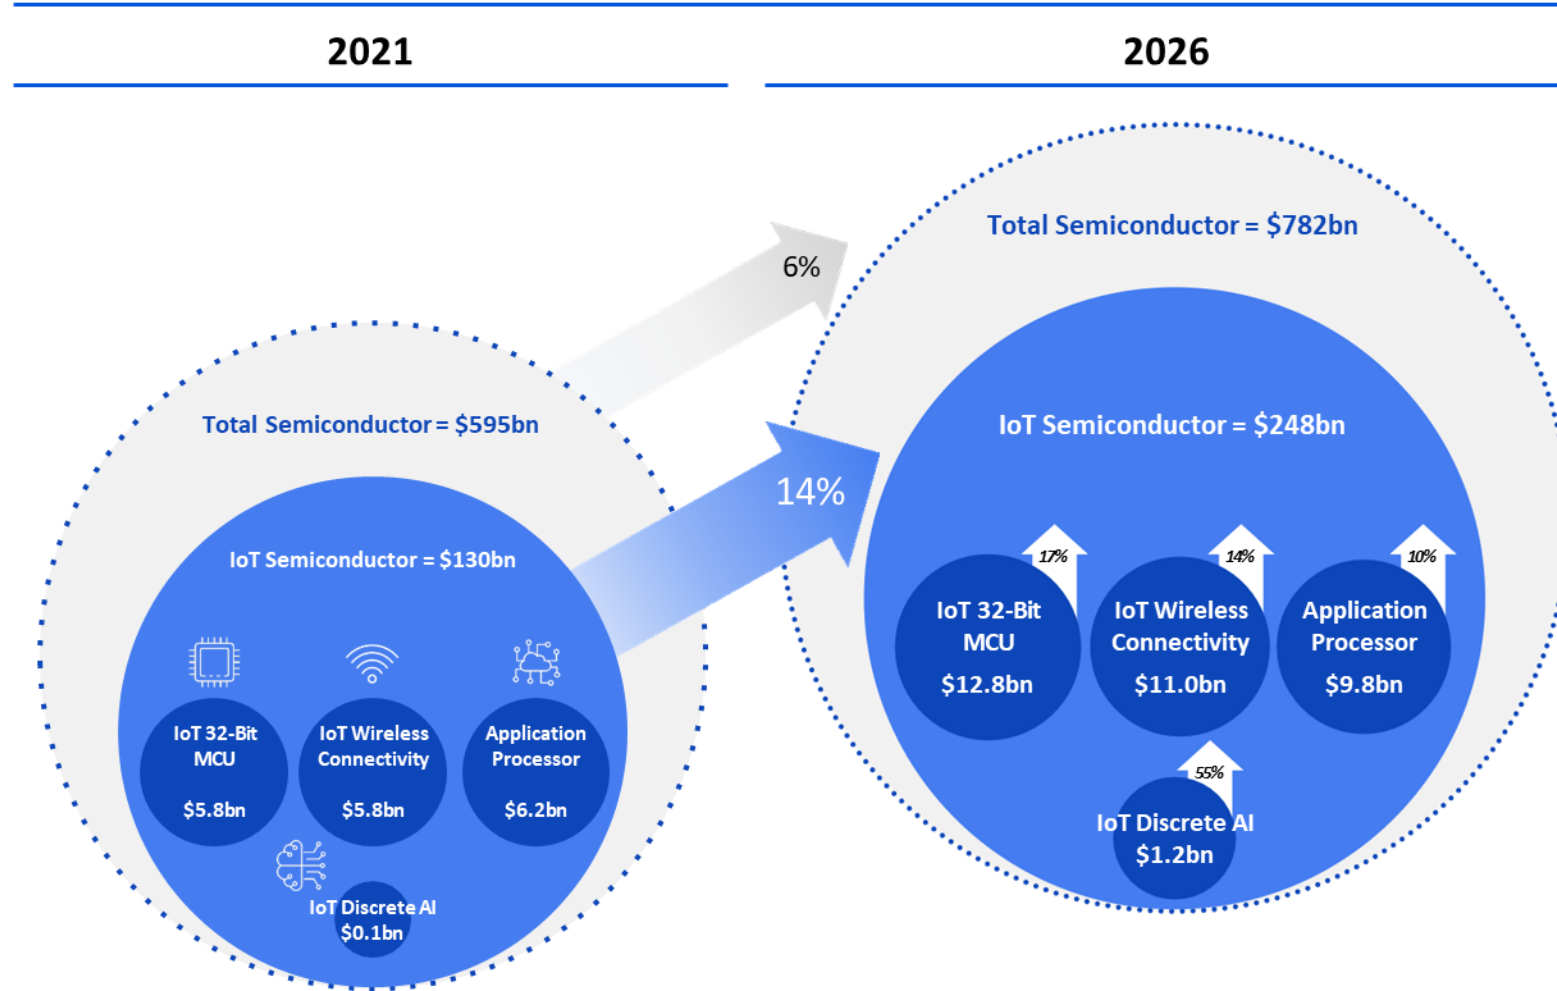 2021
2026
Total Semiconductor = $595bn
IoT Semiconductor = $130bn
IoT 32-Bit
MCU
$5.8bn
IoT Wireless
Connectivity
$5.8bn
Application
Processor
$6.2bn
IoT Discrete AI
$0.1bn
6%
14%
Total Semiconductor = $782bn
IoT Semiconductor = $248bn
17%
IoT 32-Bit
MCU
$12.8bn
14%
IoT Wireless
Connectivity
$11.0bn
10%
Application
Processor
$9.8bn
55%
IoT Discrete AI
$1.2bn